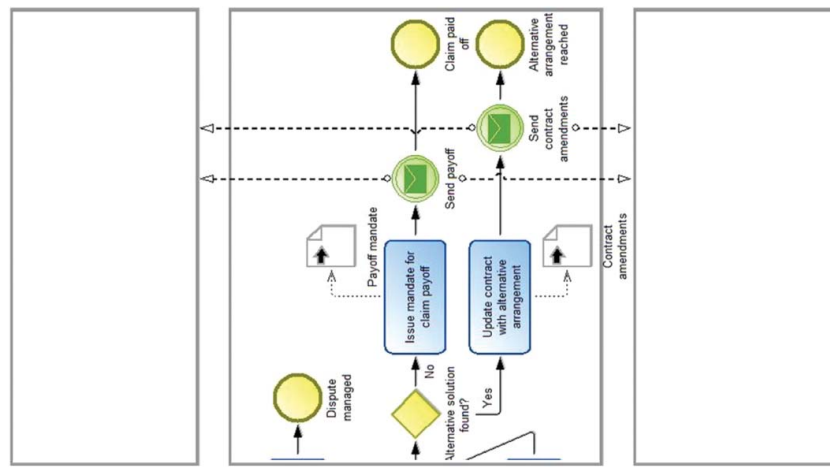 Claim paid
off
Alternative
arrangement
reached
Send payoff
Send
contract
amendments
Payoff mandate
Issue mandate for
claim payoff
Update contract
with alternative
arrangement
Contract
amendments
Dispute
managed
No
Alternative solution
found?
Yes